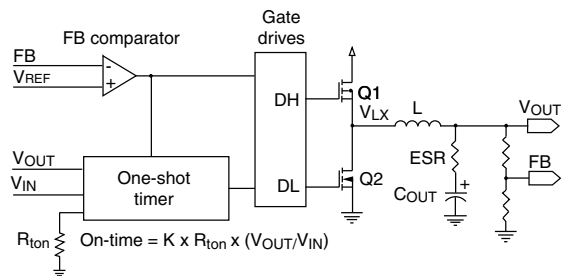 Gate
drives
FB comparator
FB
VREF
-
+
DH
Q1
VLX
L
VOUT
ESR
FB
VOUT
VIN
One-shot
timer
DL
Q2
COUT
+
Rton
On-time = K x Rton x (VOUT/VIN)